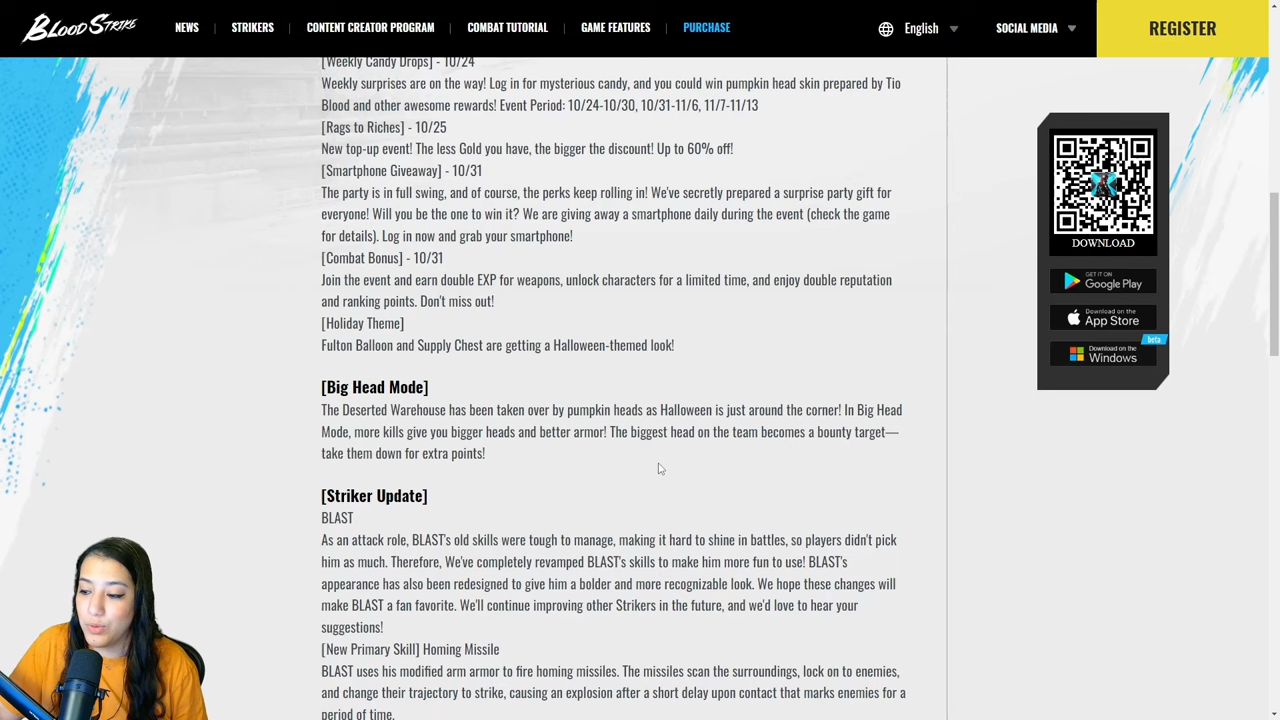 BLOOD STRIKE
NEWS
STRIKERS
CONTENT CREATOR PROGRAM
COMBAT TUTORIAL
GAME FEATURES
PURCHASE
English
SOCIAL MEDIA
REGISTER
[Weekly Candy Drops] - 10/24
Weekly surprises are on the way! Log in for mysterious candy, and you could win pumpkin head skin prepared by Tio
Blood and other awesome rewards! Event Period: 10/24-10/30, 10/31-11/6, 11/7-11/13
[Rags to Riches] - 10/25
New top-up event! The less Gold you have, the bigger the discount! Up to 60% off!
[Smartphone Giveaway] - 10/31
The party is in full swing, and of course, the perks keep rolling in! We've secretly prepared a surprise party gift for
everyone! Will you be the one to win it? We are giving away a smartphone daily during the event (check the game
for details). Log in now and grab your smartphone!
[Combat Bonus] - 10/31
Join the event and earn double EXP for weapons, unlock characters for a limited time, and enjoy double reputation
and ranking points. Don't miss out!
[Holiday Theme]
Fulton Balloon and Supply Chest are getting a Halloween-themed look!
[Big Head Mode]
The Deserted Warehouse has been taken over by pumpkin heads as Halloween is just around the corner! In Big Head
Mode, more kills give you bigger heads and better armor! The biggest head on the team becomes a bounty target—
take them down for extra points!
[Striker Update]
BLAST
As an attack role, BLAST's old skills were tough to manage, making it hard to shine in battles, so players didn't pick
him as much. Therefore, We've completely revamped BLAST's skills to make him more fun to use! BLAST's
appearance has also been redesigned to give him a bolder and more recognizable look. We hope these changes will
make BLAST a fan favorite. We'll continue improving other Strikers in the future, and we'd love to hear your
suggestions!
[New Primary Skill] Homing Missile
BLAST uses his modified arm armor to fire homing missiles. The missiles scan the surroundings, lock on to enemies,
and change their trajectory to strike, causing an explosion after a short delay upon contact that marks enemies for a
period of time.
DOWNLOAD
GET IT ON
Google Play
Download on the
App Store
beta
Download on the
Windows